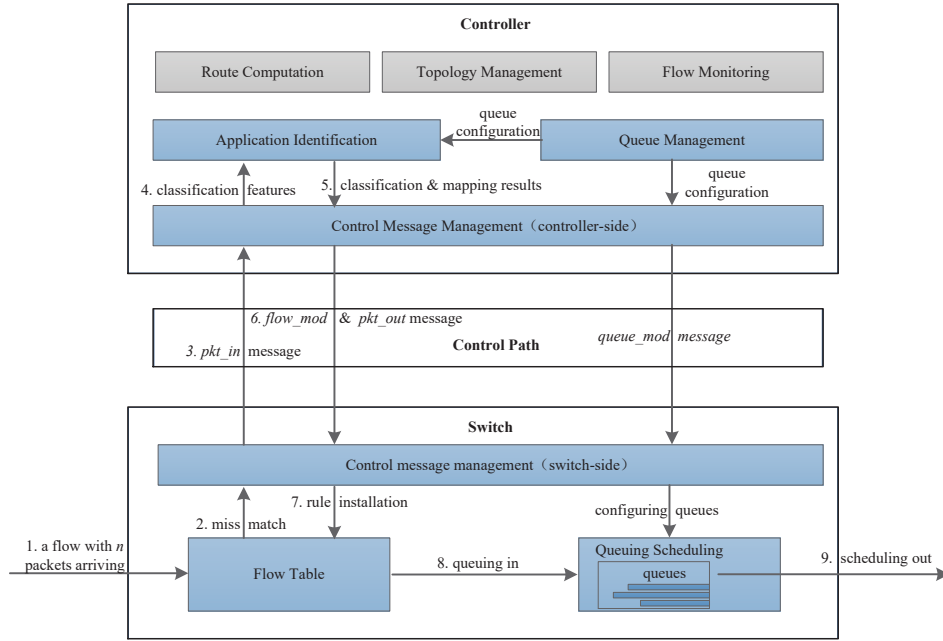 Controller
Route Computation
Topology Management
Flow Monitoring
queue
configuration
Application Identification
Queue Management
4. classification features
5. classification & mapping results
queue
configuration
Control Message Management（controller-side）
6. flow_mod & pkt_out message
queue_mod message
Control Path
3. pkt_in message
Switch
Control message management（switch-side）
7. rule installation
2. miss match
configuring queues
1. a flow with n
packets arriving
Flow Table
8. queuing in
Queuing Scheduling
queues
9. scheduling out